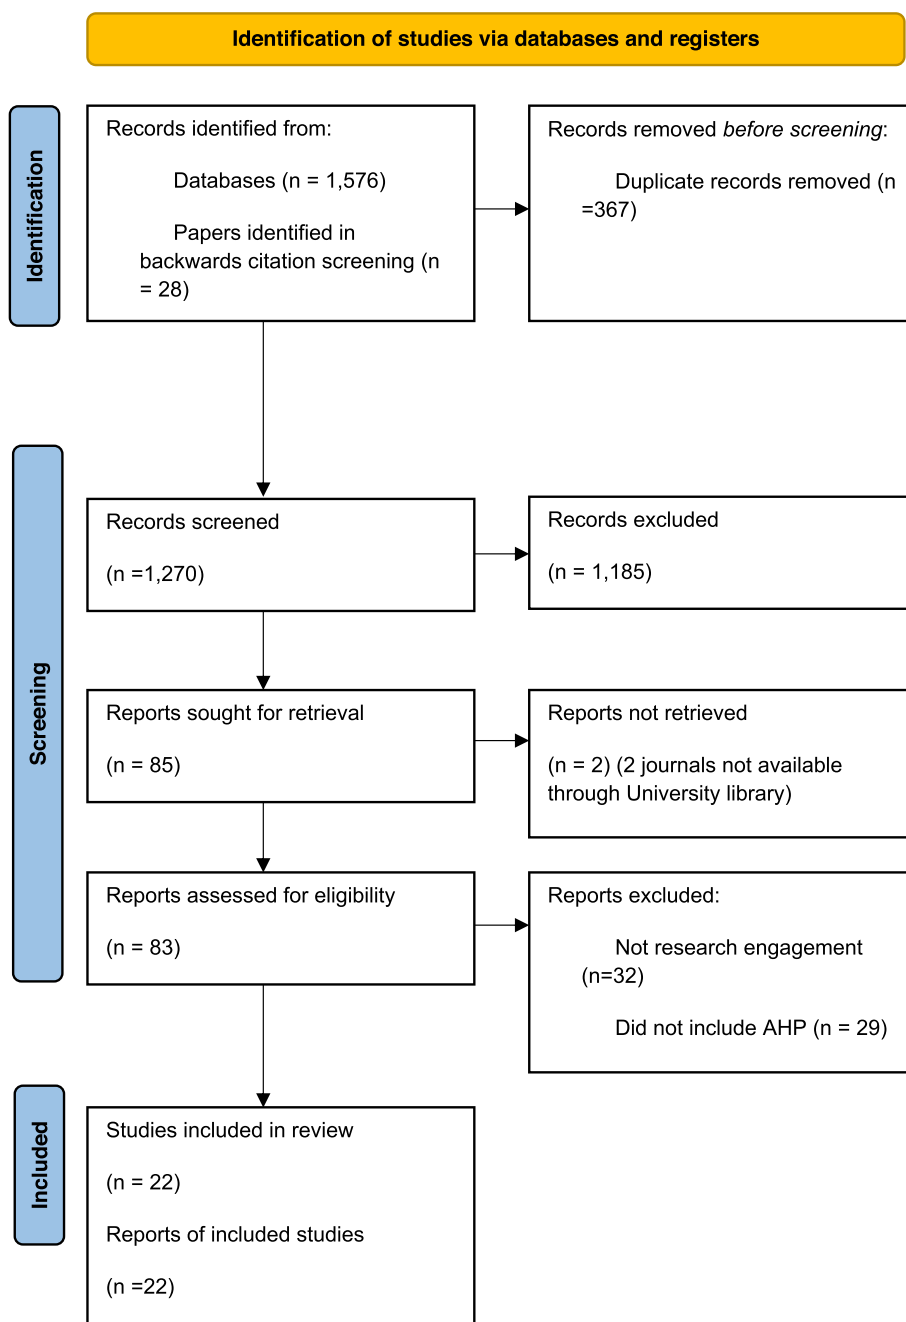 Identification of studies via databases and registers
Identification
Records identified from:
Databases (n = 1,576)
Papers identified in
backwards citation screening (n
= 28)
Records removed before screening:
Duplicate records removed (n
=367)
Screening
Records screened
(n =1,270)
Records excluded
(n = 1,185)
Reports sought for retrieval
(n = 85)
Reports not retrieved
(n = 2) (2 journals not available
through University library)
Reports assessed for eligibility
(n = 83)
Reports excluded:
Not research engagement
(n=32)
Did not include AHP (n = 29)
Included
Studies included in review
(n = 22)
Reports of included studies
(n =22)